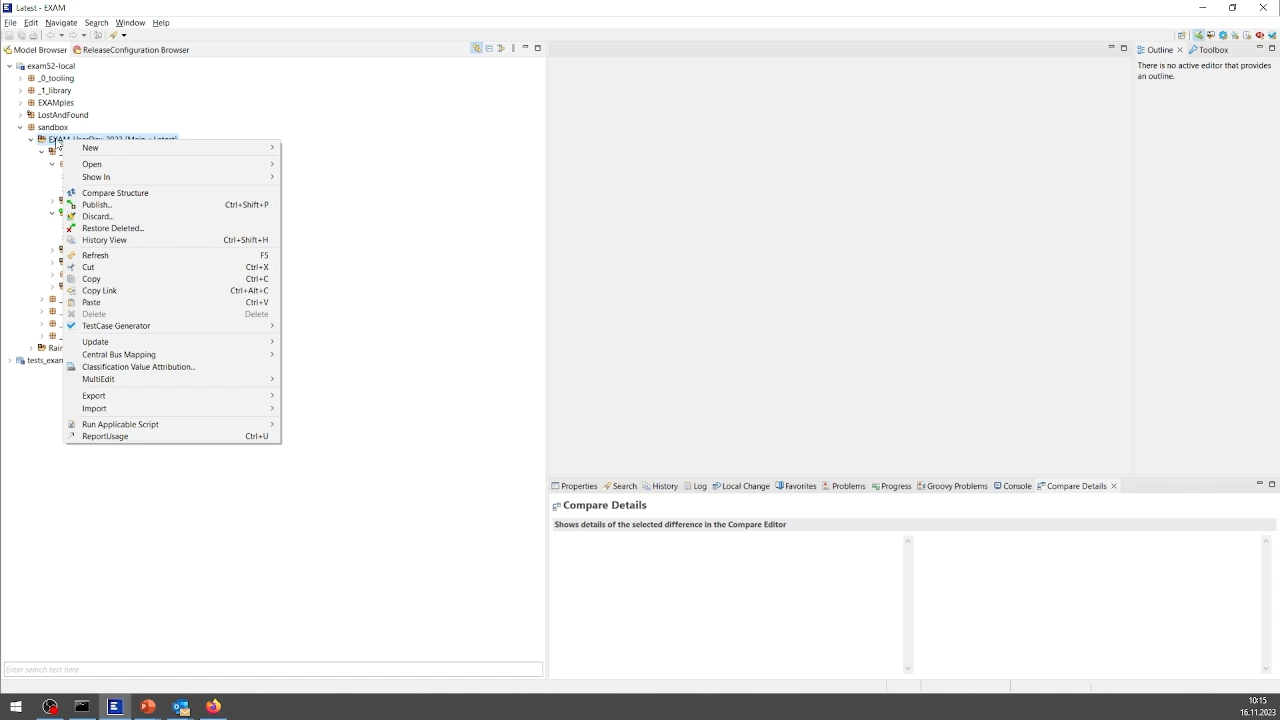 Latest - EXAM
File Edit Navigate Search Window Help
Model Browser ReleaseConfiguration Browser
exam52-local
_0_tooling
_1_library
EXAMples
LostAndFound
sandbox
EXAM_UserDay_2023 [Main -> Latest]
Rain
tests_exam
New
Open
Show In
Compare Structure
Publish... Ctrl+Shift+P
Discard...
Restore Deleted...
History View Ctrl+Shift+H
Refresh F5
Cut Ctrl+X
Copy Ctrl+C
Copy Link Ctrl+Alt+C
Paste Ctrl+V
Delete Delete
TestCase Generator
Update
Central Bus Mapping
Classification Value Attribution...
MultiEdit
Export
Import
Run Applicable Script
ReportUsage Ctrl+U
Enter search text here
Outline Toolbox
There is no active editor that provides
an outline.
Properties Search History Log Local Change Favorites Problems Progress Groovy Problems Console Compare Details
Compare Details
Shows details of the selected difference in the Compare Editor
10:15
16.11.2023